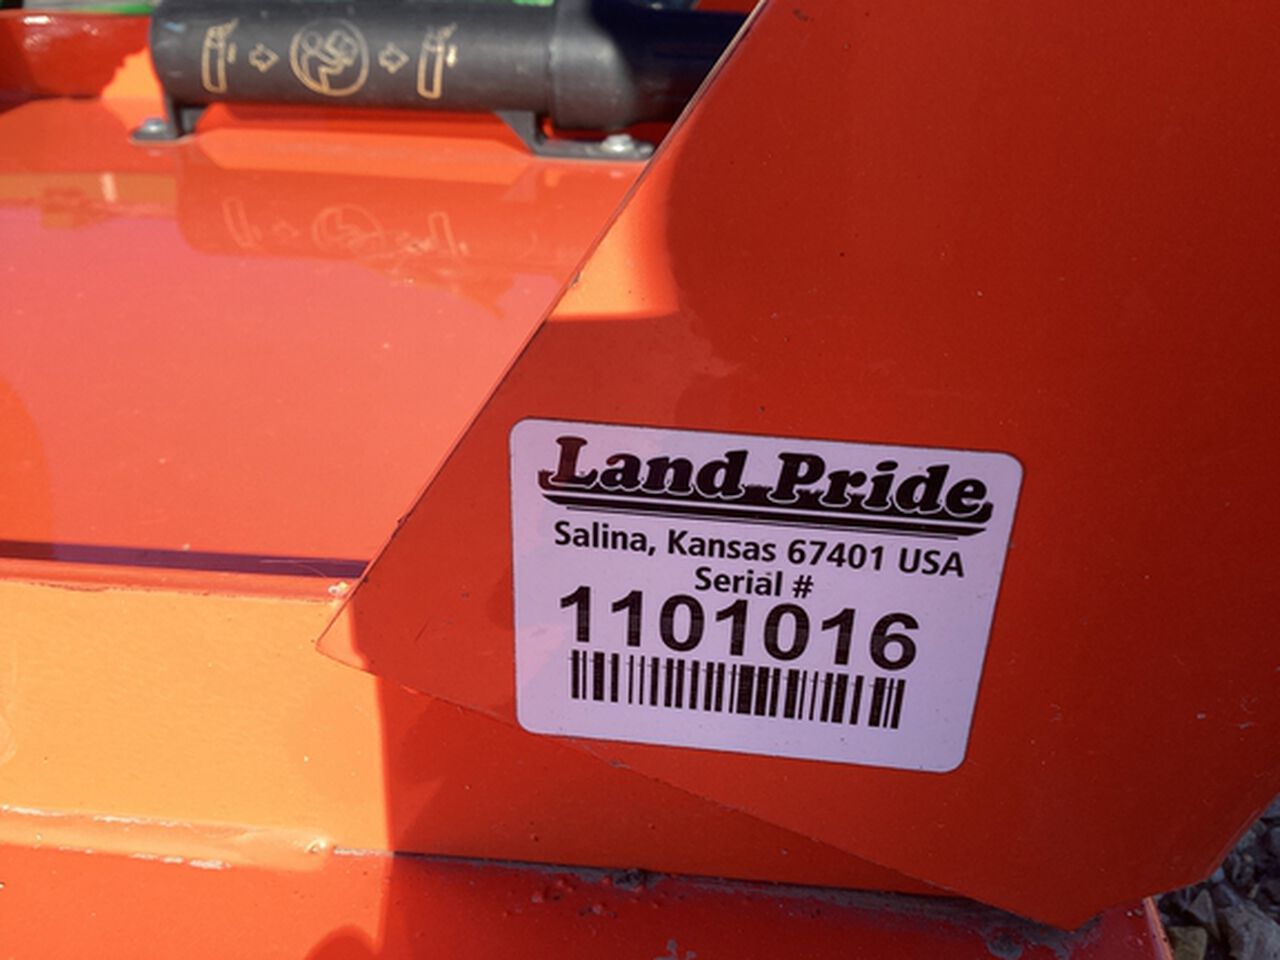 Land Pride
Salina, Kansas 67401 USA
Serial #
1101016